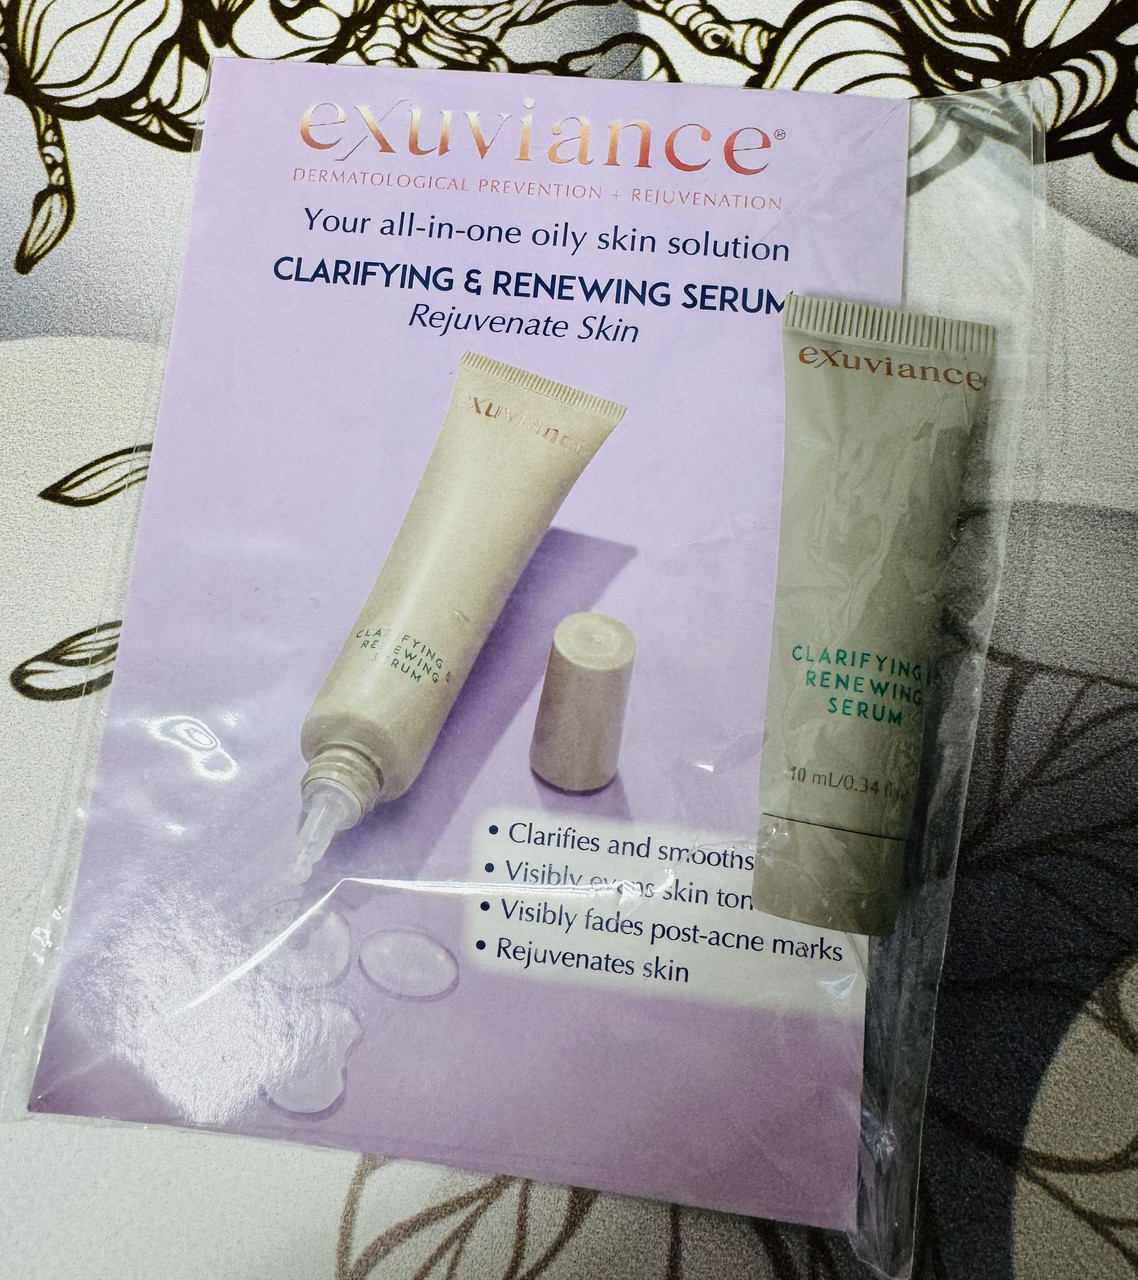 exuviance®
DERMATOLOGICAL PREVENTION + REJUVENATION
Your all-in-one oily skin solution
CLARIFYING & RENEWING SERUM
Rejuvenate Skin
exuviance
CLARIFYING &
RENEWING
SERUM
• Clarifies and smooths
• Visibly evens skin ton
• Visibly fades post-acne marks
• Rejuvenates skin
exuviance
CLARIFYING
RENEWING
SERUM
10 mL/0.34